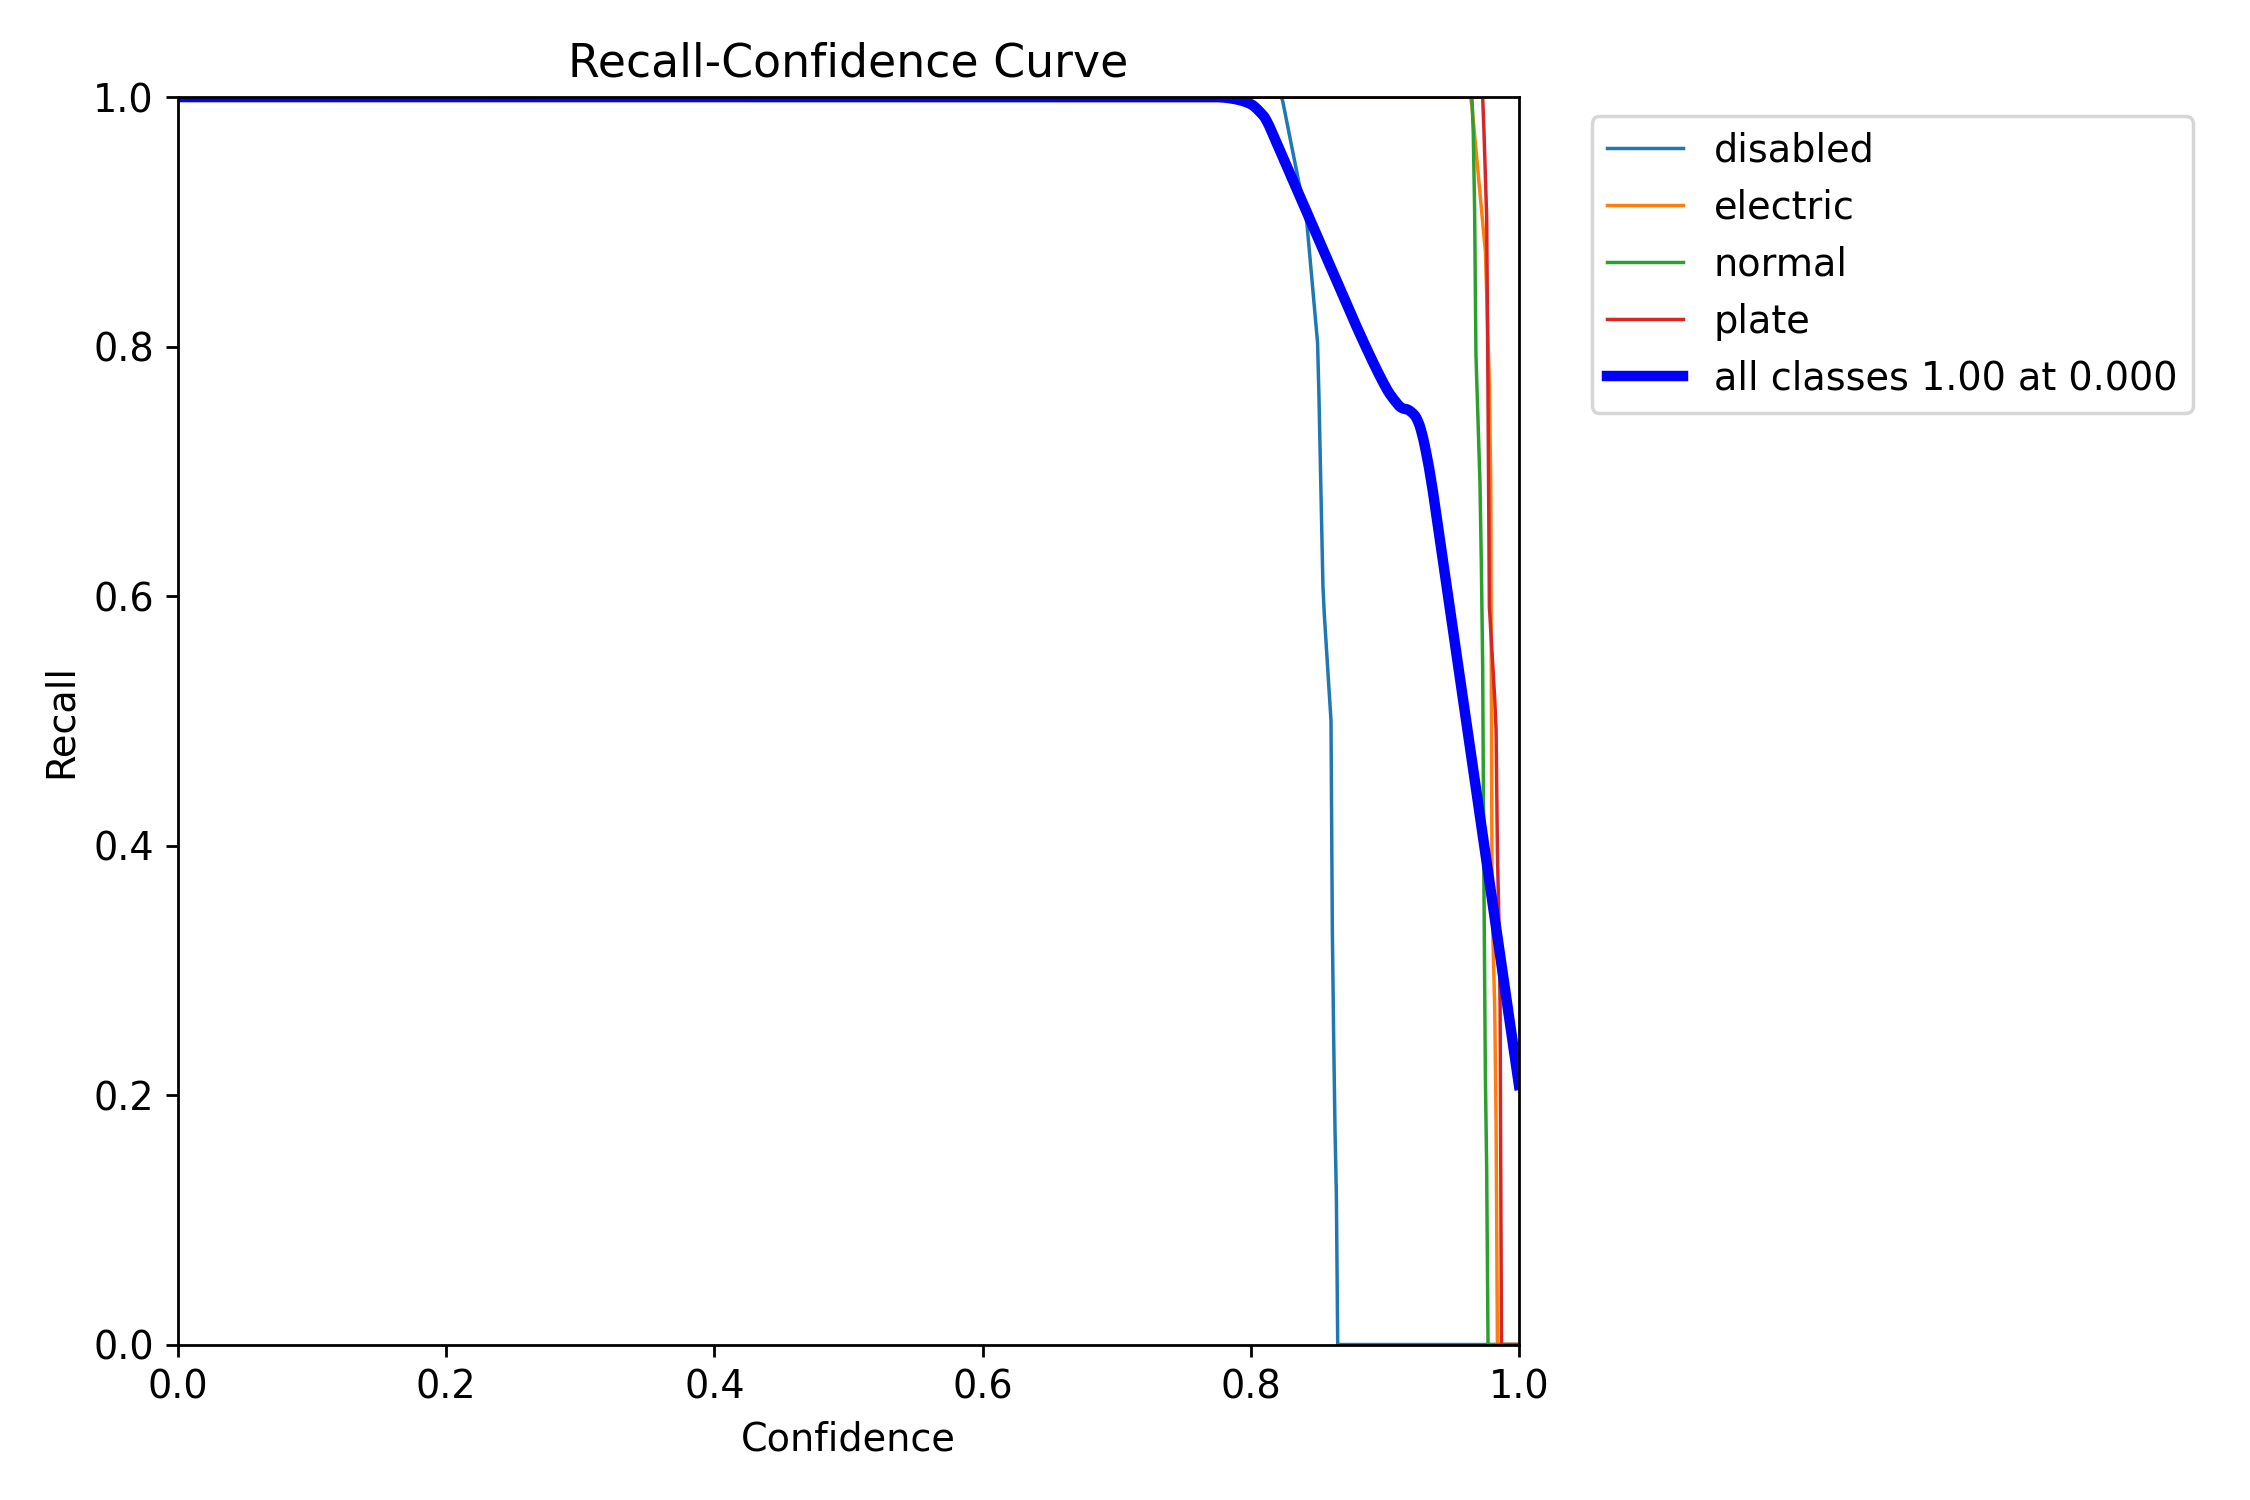 Recall-Confidence Curve
1.0
0.8
0.6
0.4
0.2
0.0
Recall
0.0 0.2 0.4 0.6 0.8 1.0
Confidence
disabled
electric
normal
plate
all classes 1.00 at 0.000